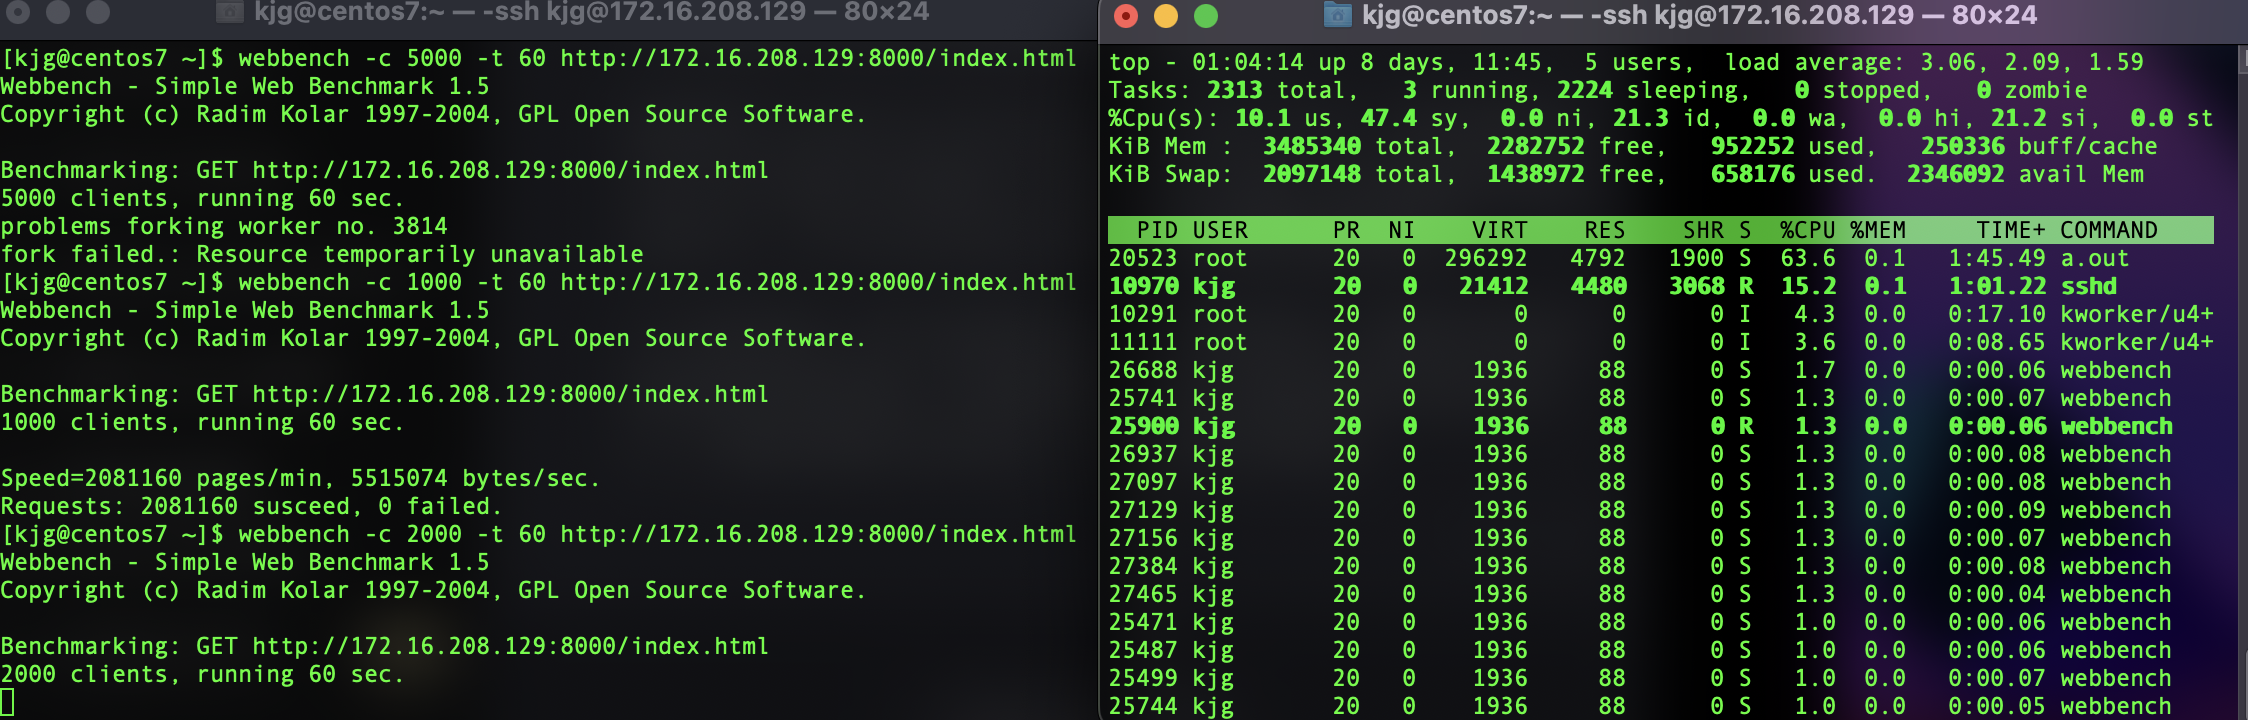 kjg@centos7:~ — -ssh kjg@172.16.208.129 — 80×24
[kjg@centos7 ~]$ webbench -c 5000 -t 60 http://172.16.208.129:8000/index.html
Webbench - Simple Web Benchmark 1.5
Copyright (c) Radim Kolar 1997-2004, GPL Open Source Software.
Benchmarking: GET http://172.16.208.129:8000/index.html
5000 clients, running 60 sec.
problems forking worker no. 3814
fork failed.: Resource temporarily unavailable
[kjg@centos7 ~]$ webbench -c 1000 -t 60 http://172.16.208.129:8000/index.html
Webbench - Simple Web Benchmark 1.5
Copyright (c) Radim Kolar 1997-2004, GPL Open Source Software.
Benchmarking: GET http://172.16.208.129:8000/index.html
1000 clients, running 60 sec.
Speed=2081160 pages/min, 5515074 bytes/sec.
Requests: 2081160 susceed, 0 failed.
[kjg@centos7 ~]$ webbench -c 2000 -t 60 http://172.16.208.129:8000/index.html
Webbench - Simple Web Benchmark 1.5
Copyright (c) Radim Kolar 1997-2004, GPL Open Source Software.
Benchmarking: GET http://172.16.208.129:8000/index.html
2000 clients, running 60 sec.
kjg@centos7:~ — -ssh kjg@172.16.208.129 — 80×24
top - 01:04:14 up 8 days, 11:45,  5 users,  load average: 3.06, 2.09, 1.59
Tasks: 2313 total,   3 running, 2224 sleeping,   0 stopped,   0 zombie
%Cpu(s): 10.1 us, 47.4 sy,  0.0 ni, 21.3 id,  0.0 wa,  0.0 hi, 21.2 si,  0.0 st
KiB Mem :  3485340 total,  2282752 free,   952252 used,   250336 buff/cache
KiB Swap:  2097148 total,  1438972 free,   658176 used.  2346092 avail Mem
PID USER      PR  NI    VIRT    RES    SHR S  %CPU %MEM     TIME+ COMMAND
20523 root      20   0  296292   4792   1900 S  63.6  0.1   1:45.49 a.out
10970 kjg       20   0   21412   4480   3068 R  15.2  0.1   1:01.22 sshd
10291 root      20   0       0      0      0 I   4.3  0.0   0:17.10 kworker/u4+
11111 root      20   0       0      0      0 I   3.6  0.0   0:08.65 kworker/u4+
26688 kjg       20   0    1936     88      0 S   1.7  0.0   0:00.06 webbench
25741 kjg       20   0    1936     88      0 S   1.3  0.0   0:00.07 webbench
25900 kjg       20   0    1936     88      0 R   1.3  0.0   0:00.06 webbench
26937 kjg       20   0    1936     88      0 S   1.3  0.0   0:00.08 webbench
27097 kjg       20   0    1936     88      0 S   1.3  0.0   0:00.08 webbench
27129 kjg       20   0    1936     88      0 S   1.3  0.0   0:00.09 webbench
27156 kjg       20   0    1936     88      0 S   1.3  0.0   0:00.07 webbench
27384 kjg       20   0    1936     88      0 S   1.3  0.0   0:00.08 webbench
27465 kjg       20   0    1936     88      0 S   1.3  0.0   0:00.04 webbench
25471 kjg       20   0    1936     88      0 S   1.0  0.0   0:00.06 webbench
25487 kjg       20   0    1936     88      0 S   1.0  0.0   0:00.06 webbench
25499 kjg       20   0    1936     88      0 S   1.0  0.0   0:00.07 webbench
25744 kjg       20   0    1936     88      0 S   1.0  0.0   0:00.05 webbench